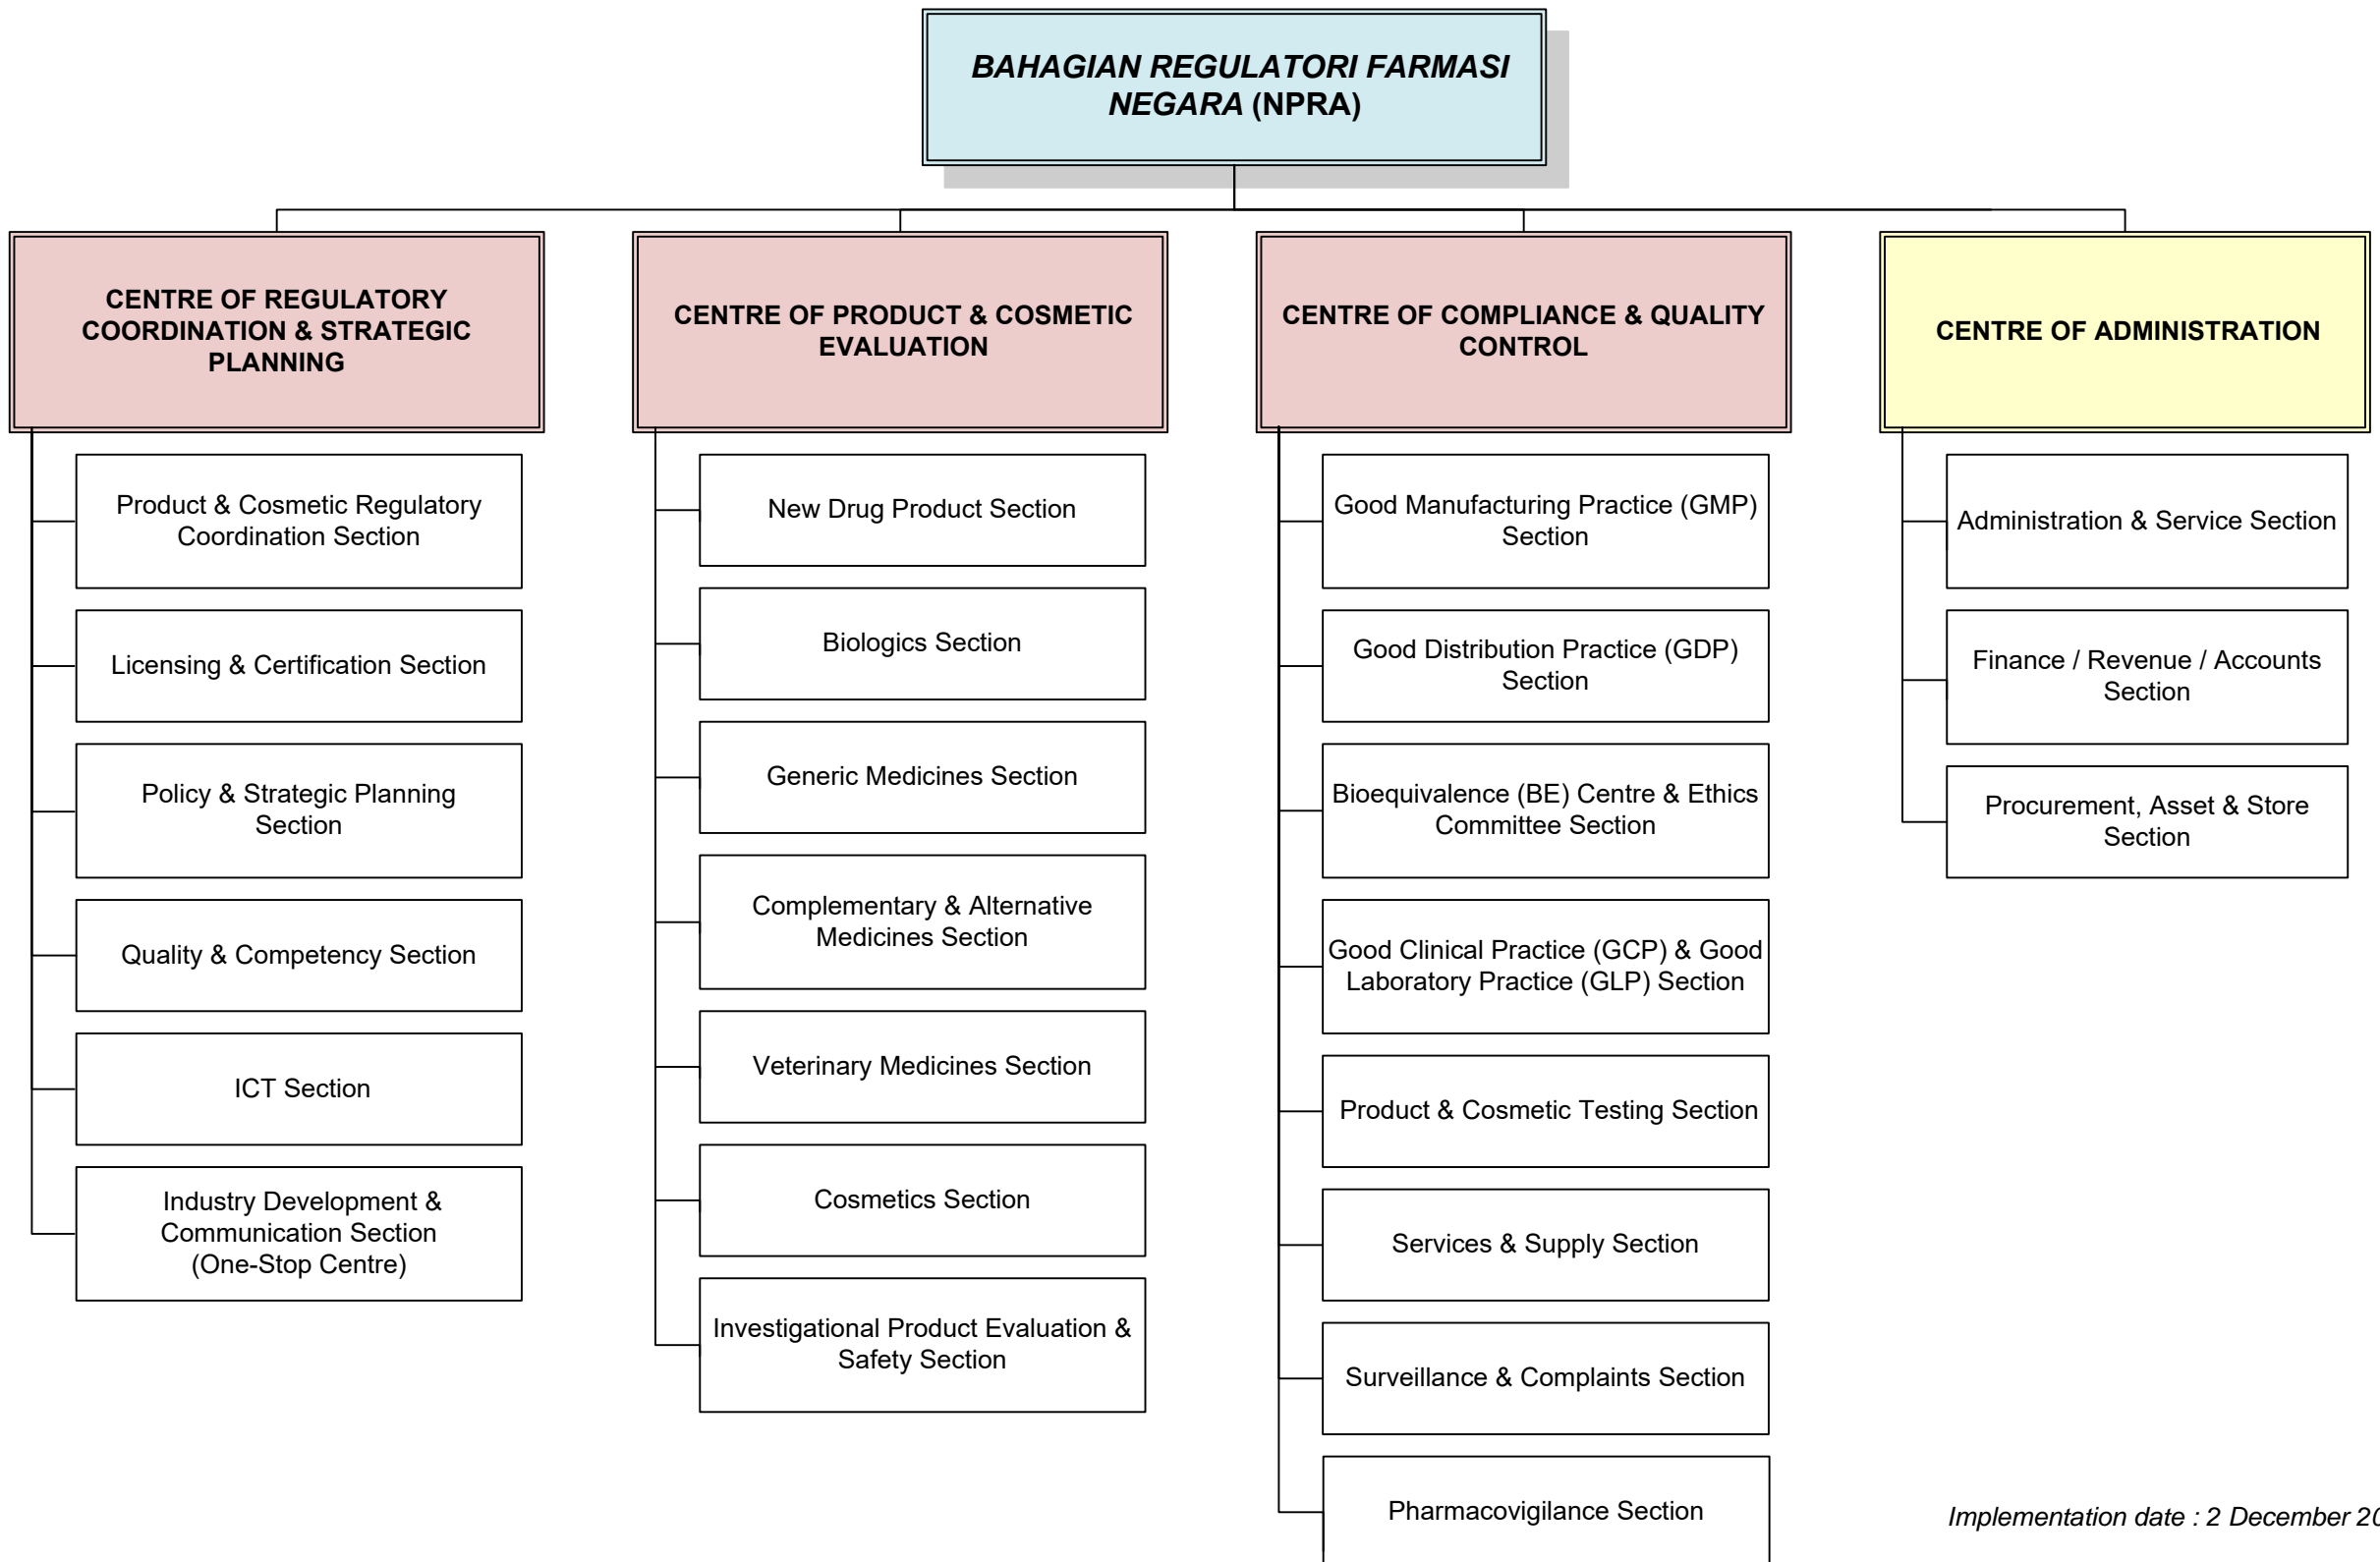 BAHAGIAN REGULATORI FARMASI
NEGARA (NPRA)
CENTRE OF REGULATORY
COORDINATION & STRATEGIC
PLANNING
Product & Cosmetic Regulatory
Coordination Section
Licensing & Certification Section
Policy & Strategic Planning
Section
Quality & Competency Section
ICT Section
Industry Development &
Communication Section
(One-Stop Centre)
CENTRE OF PRODUCT & COSMETIC
EVALUATION
New Drug Product Section
Biologics Section
Generic Medicines Section
Complementary & Alternative
Medicines Section
Veterinary Medicines Section
Cosmetics Section
Investigational Product Evaluation &
Safety Section
CENTRE OF COMPLIANCE & QUALITY
CONTROL
Good Manufacturing Practice (GMP)
Section
Good Distribution Practice (GDP)
Section
Bioequivalence (BE) Centre & Ethics
Committee Section
Good Clinical Practice (GCP) & Good
Laboratory Practice (GLP) Section
Product & Cosmetic Testing Section
Services & Supply Section
Surveillance & Complaints Section
Pharmacovigilance Section
CENTRE OF ADMINISTRATION
Administration & Service Section
Finance / Revenue / Accounts
Section
Procurement, Asset & Store
Section
Implementation date : 2 December